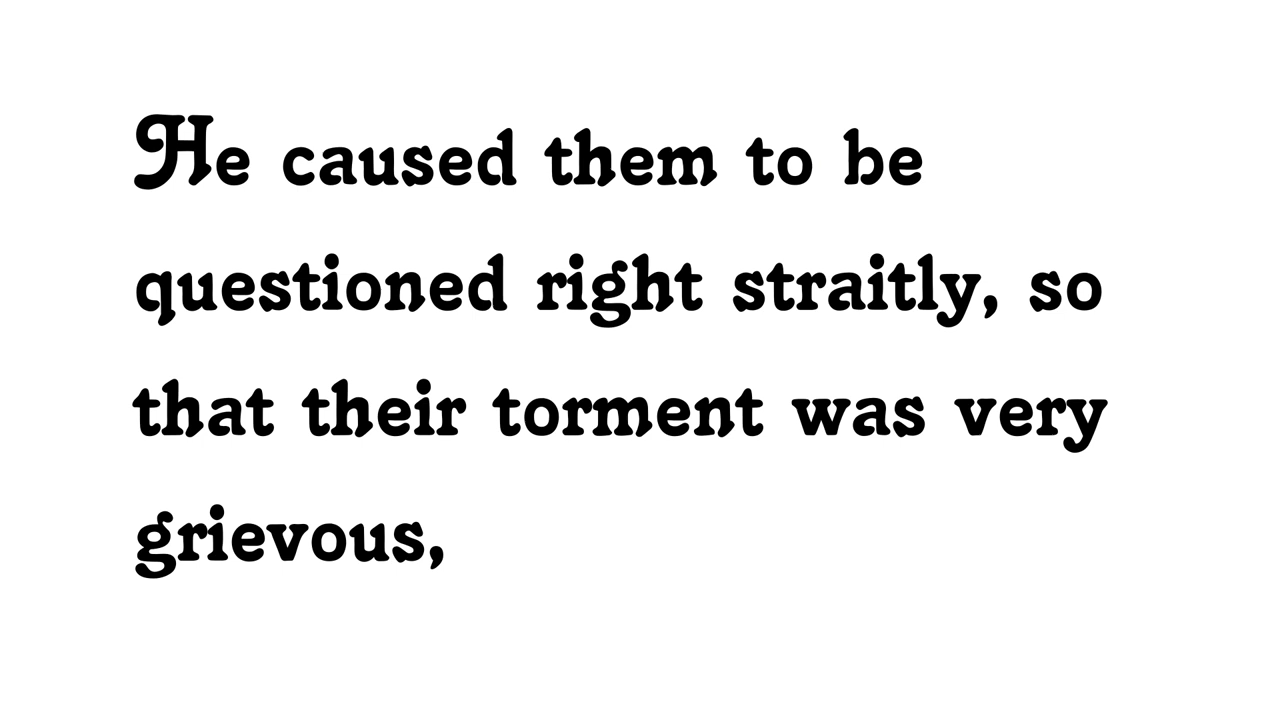 He caused them to be
questioned right straitly, so
that their torment was very
grievous,